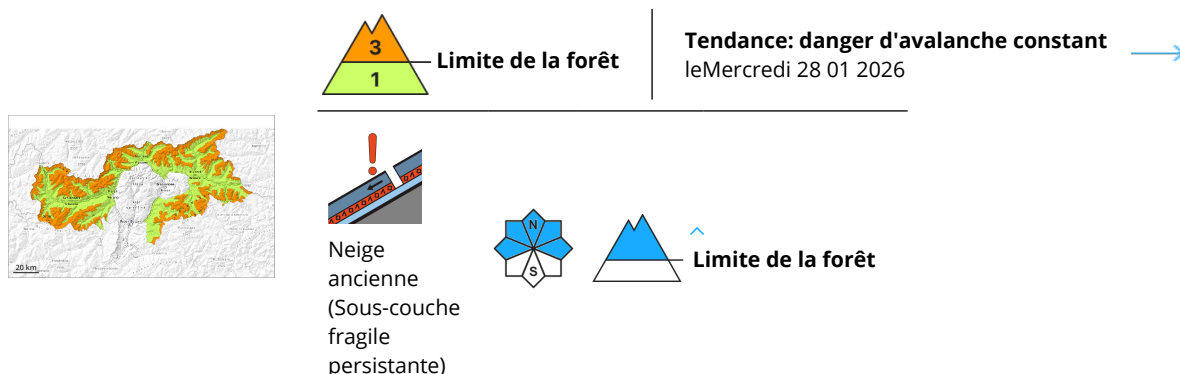 3
1
Limite de la forêt
Tendance: danger d'avalanche constant
leMercredi 28 01 2026
20 km
Neige
ancienne
(Sous-couche
fragile
persistante)
N
S
Limite de la forêt